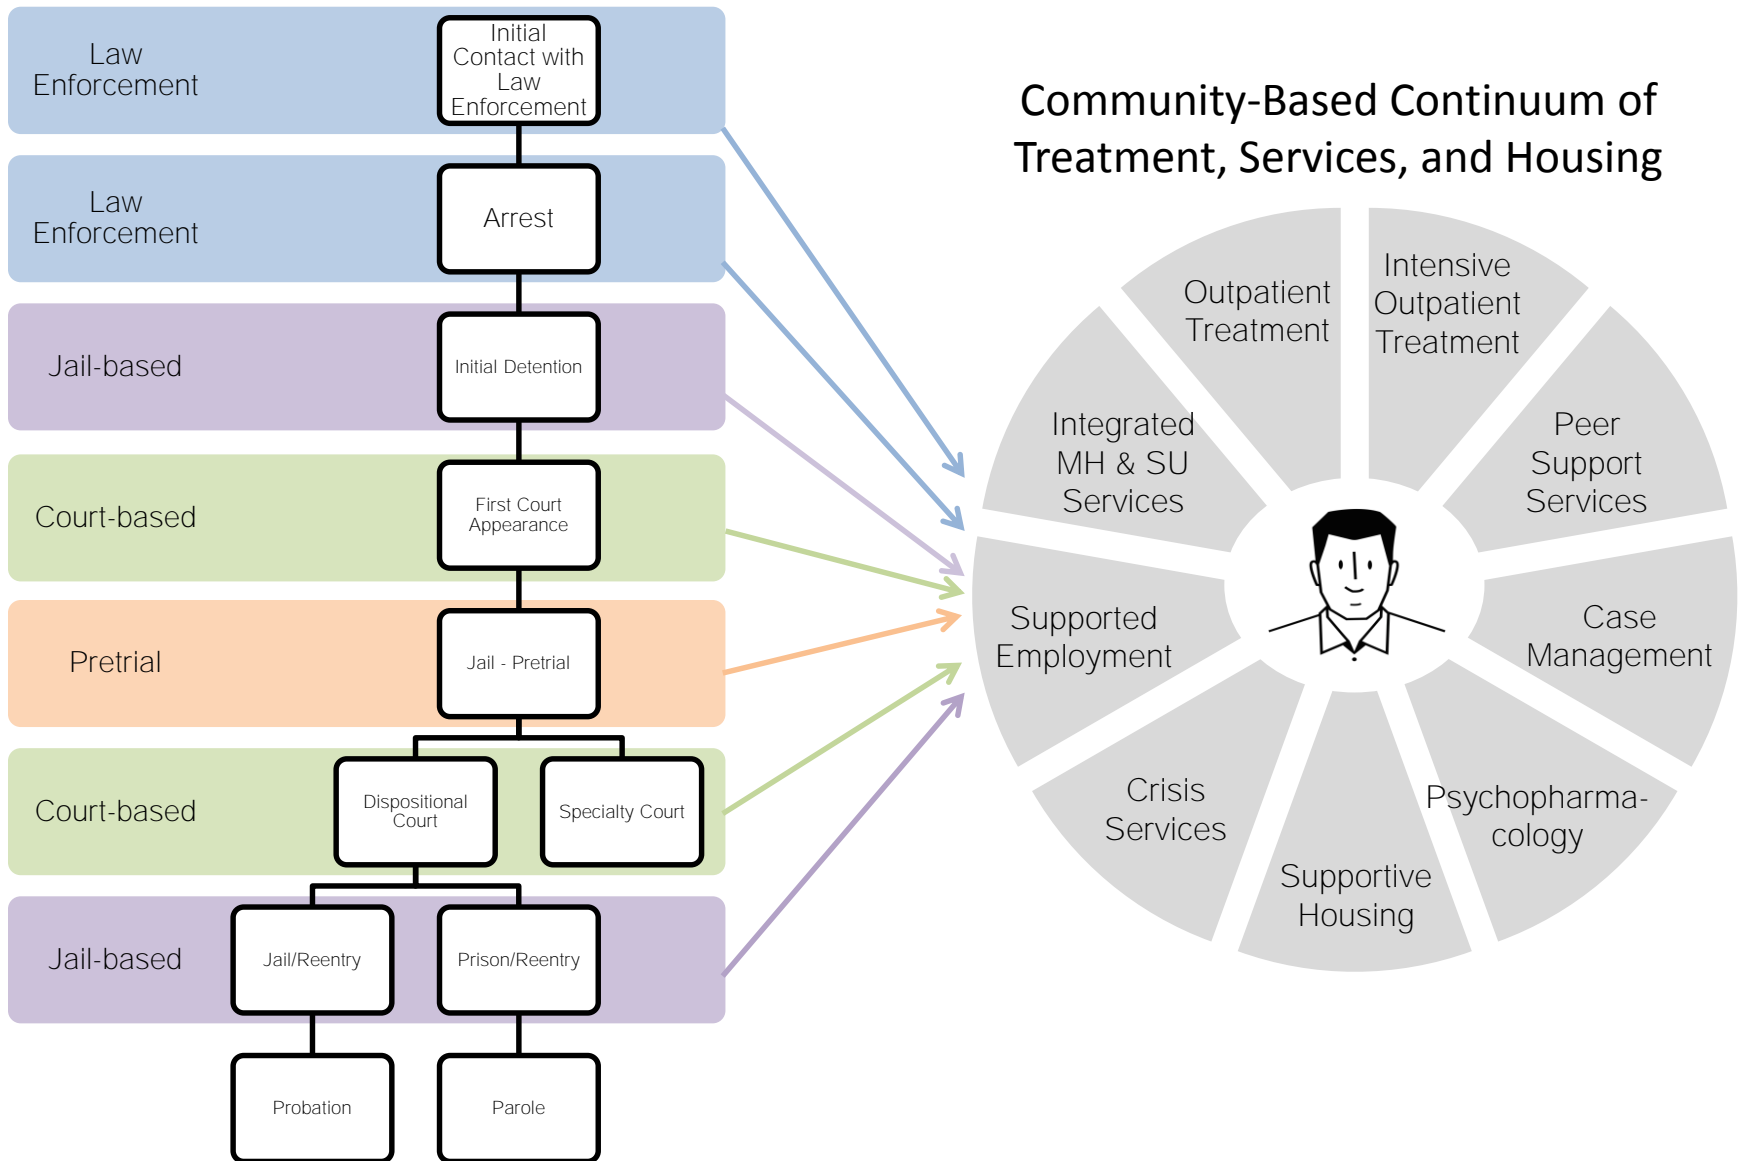 Law
Enforcement
Initial
Contact with
Law
Enforcement
Law
Enforcement
Arrest
Jail-based
Initial Detention
Court-based
First Court
Appearance
Pretrial
Jail - Pretrial
Court-based
Dispositional
Court
Specialty Court
Jail-based
Jail/Reentry
Prison/Reentry
Probation
Parole
Community-Based Continuum of
Treatment, Services, and Housing
Outpatient
Treatment
Intensive
Outpatient
Treatment
Integrated
MH & SU
Services
Peer
Support
Services
Supported
Employment
Case
Management
Crisis
Services
Psychopharma-
cology
Supportive
Housing